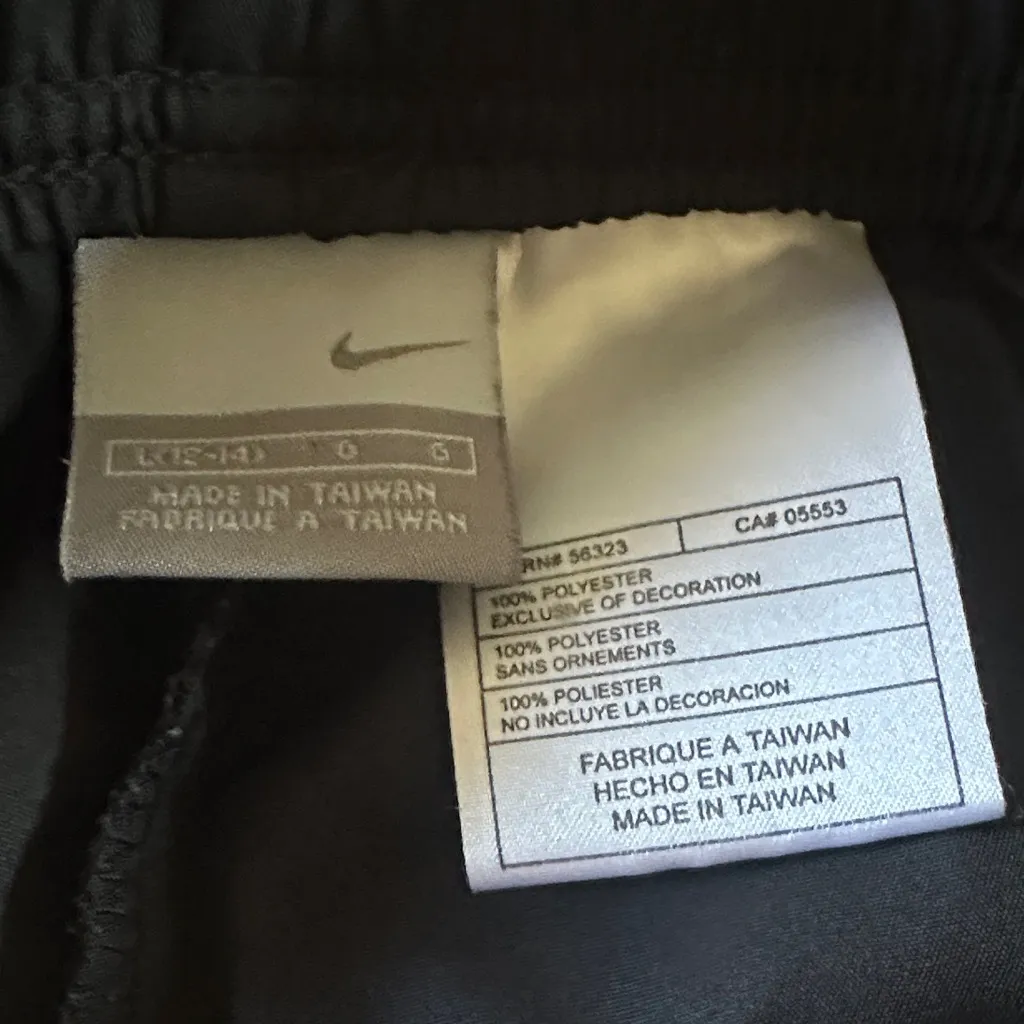 L(12-14) G G
MADE IN TAIWAN
FABRIQUE A TAIWAN
RN# 56323 CA# 05553
100% POLYESTER
EXCLUSIVE OF DECORATION
100% POLYESTER
SANS ORNEMENTS
100% POLIESTER
NO INCLUYE LA DECORACION
FABRIQUE A TAIWAN
HECHO EN TAIWAN
MADE IN TAIWAN